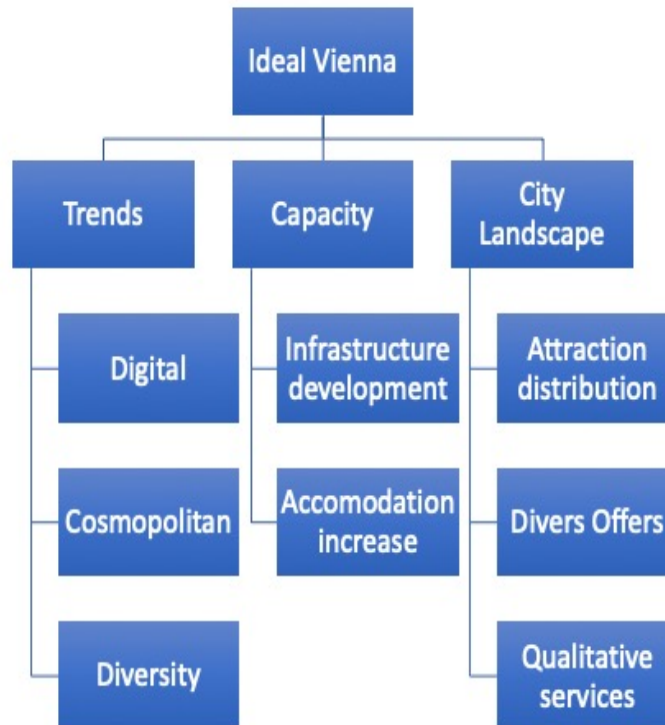 Ideal Vienna
Trends
Capacity
City
Landscape
Digital
Cosmopolitan
Diversity
Infrastructure
development
Accomodation
increase
Attraction
distribution
Divers Offers
Qualitative
services